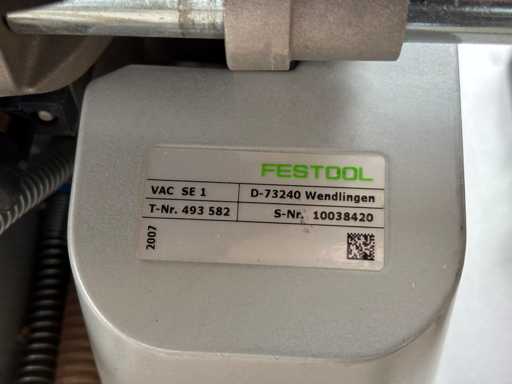 FESTOOL
VAC SE 1 D-73240 Wendlingen
T-Nr. 493 582 S-Nr. 10038420
2007